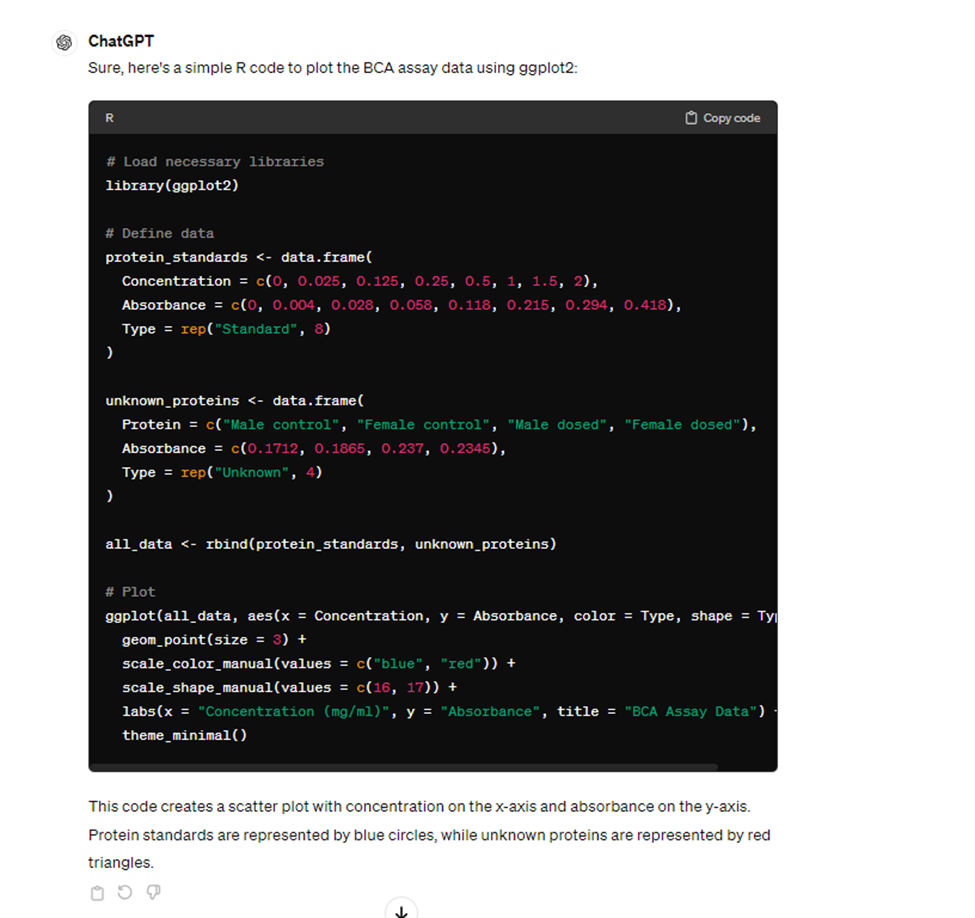 ChatGPT
Sure, here's a simple R code to plot the BCA assay data using ggplot2:
R
Copy code
# Load necessary libraries
library(ggplot2)
# Define data
protein_standards <- data.frame(
Concentration = c(0, 0.025, 0.125, 0.25, 0.5, 1, 1.5, 2),
Absorbance = c(0, 0.004, 0.028, 0.058, 0.118, 0.215, 0.294, 0.418),
Type = rep("Standard", 8)
)
unknown_proteins <- data.frame(
Protein = c("Male control", "Female control", "Male dosed", "Female dosed"),
Absorbance = c(0.1712, 0.1865, 0.237, 0.2345),
Type = rep("Unknown", 4)
)
all_data <- rbind(protein_standards, unknown_proteins)
# Plot
ggplot(all_data, aes(x = Concentration, y = Absorbance, color = Type, shape = Typ
geom_point(size = 3) +
scale_color_manual(values = c("blue", "red")) +
scale_shape_manual(values = c(16, 17)) +
labs(x = "Concentration (mg/ml)", y = "Absorbance", title = "BCA Assay Data") +
theme_minimal()
This code creates a scatter plot with concentration on the x-axis and absorbance on the y-axis.
Protein standards are represented by blue circles, while unknown proteins are represented by red
triangles.